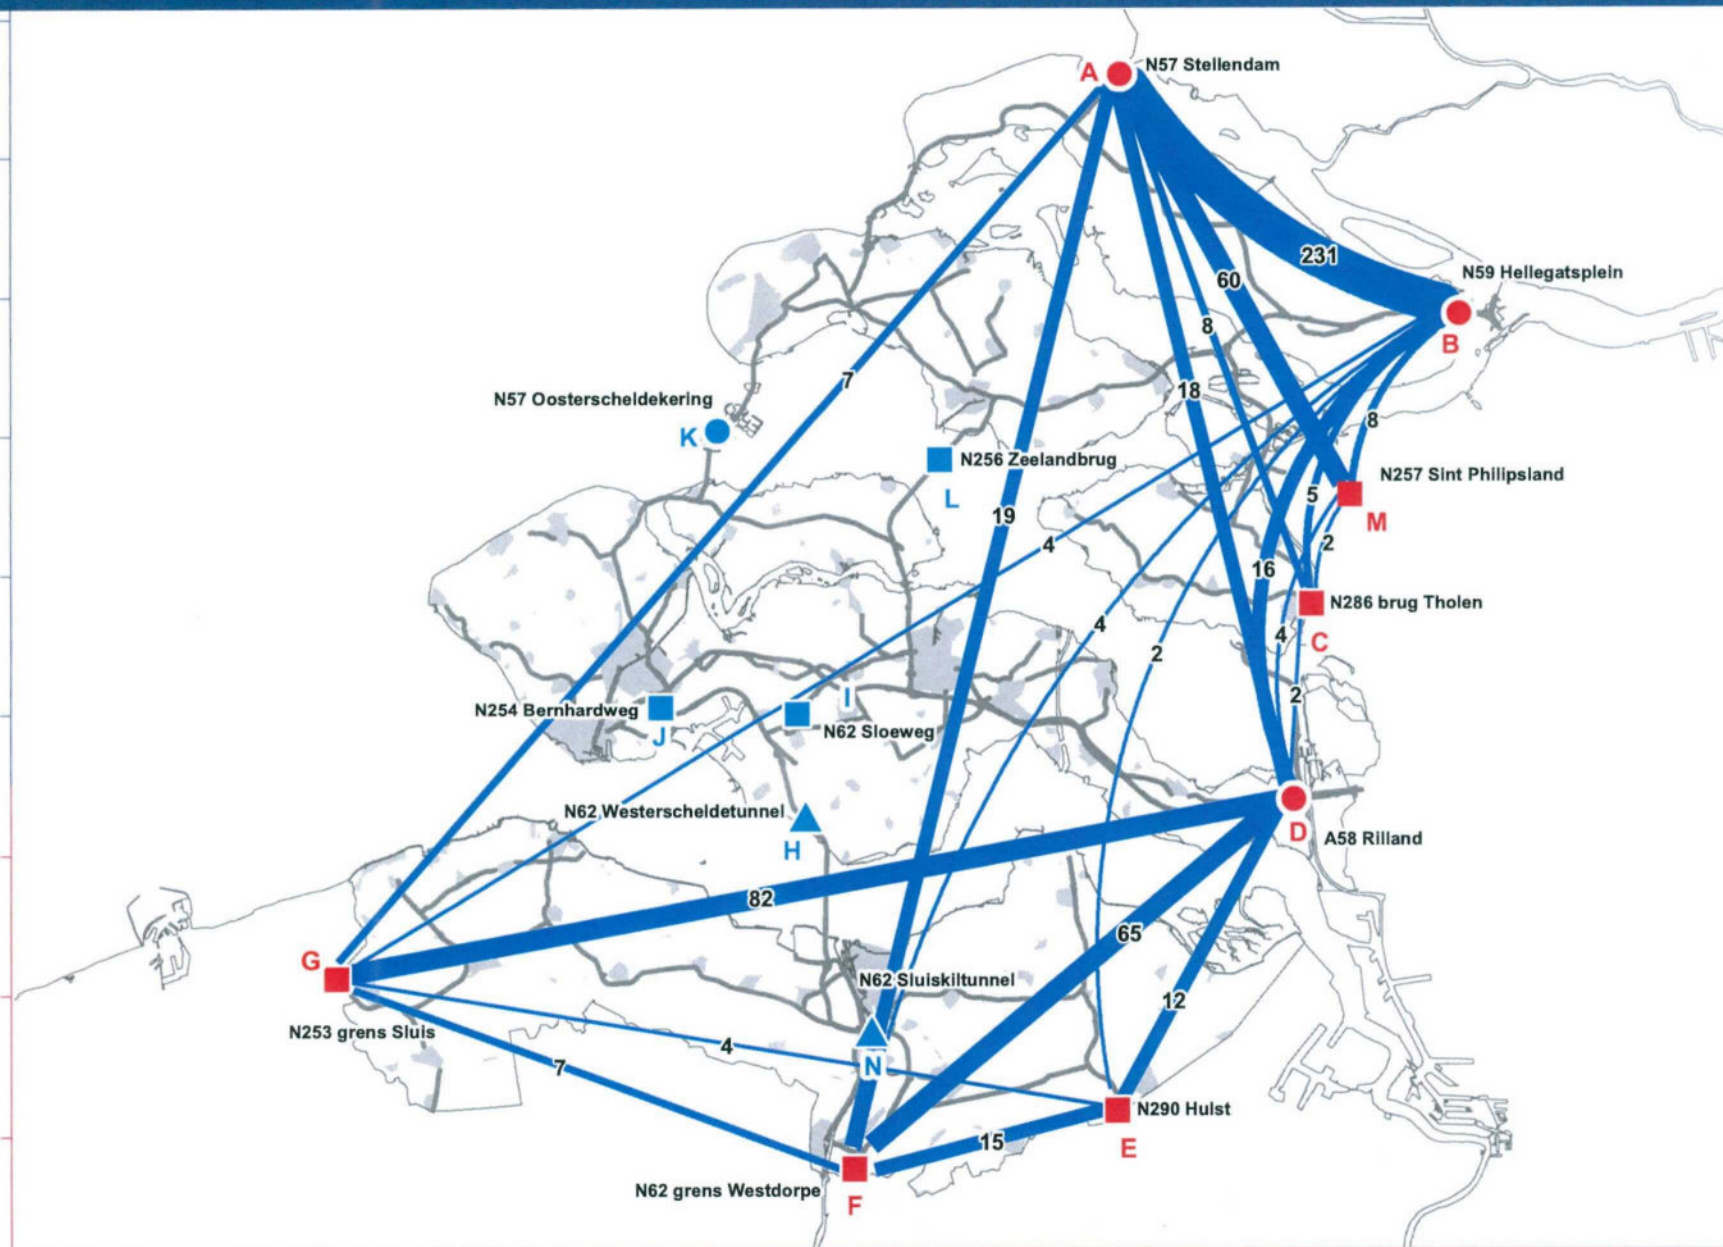 A N57 Stellendam
231
N59 Hellegatsplein
60
8
B
7
18
N57 Oosterscheldekering
K
8
N256 Zeelandbrug
L
N257 Sint Philipsland
5
M
19
4
2
16
N286 brug Tholen
4
4
C
2
2
I
N254 Bernhardweg
J
N62 Sloeweg
N62 Westerscheldetunnel
H
D
A58 Rilland
82
65
G
N62 Sluiskiltunnel
12
N253 grens Sluis
4
7
N
N290 Hulst
15
E
N62 grens Westdorpe
F